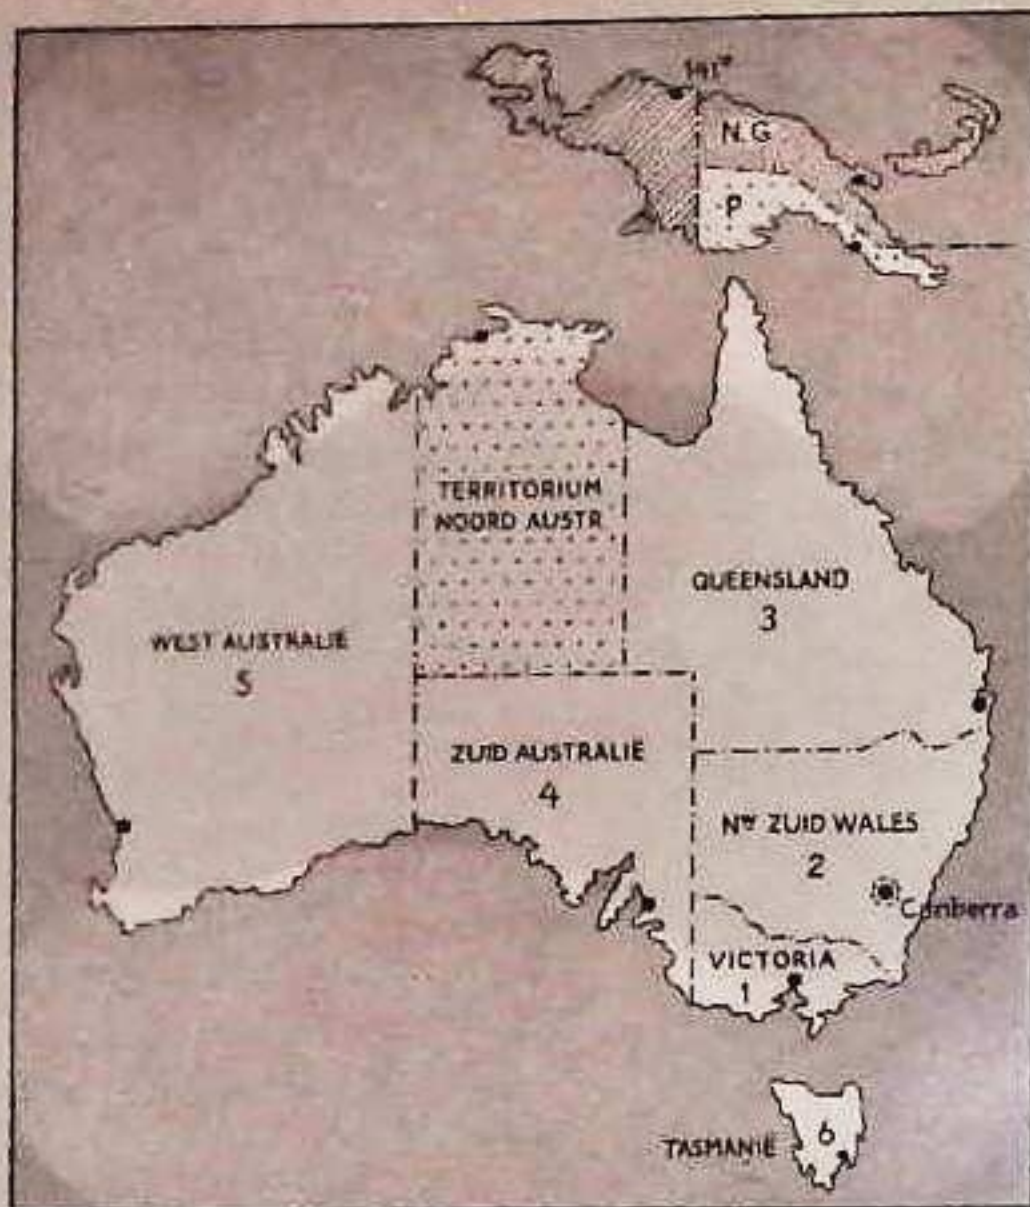 141°
N.G
P
TERRITORIUM
NOORD AUSTR
QUEENSLAND
3
WEST AUSTRALIË
5
ZUID AUSTRALIË
4
Nw ZUID WALES
2
Canberra
VICTORIA
1
TASMANIË
6